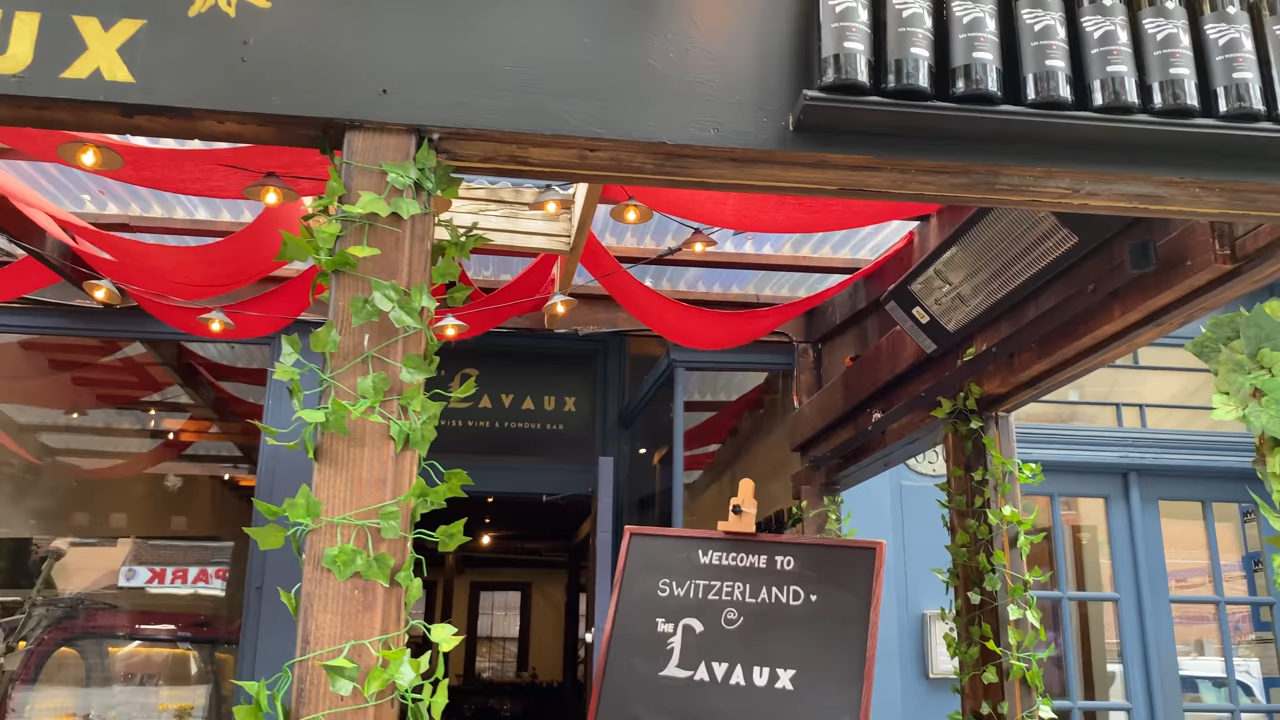 UX
LAVAUX
WISS WINE & FONDUE BAR
PARK
WELCOME TO
SWiTZERLAND
@
THE
LAVAUX